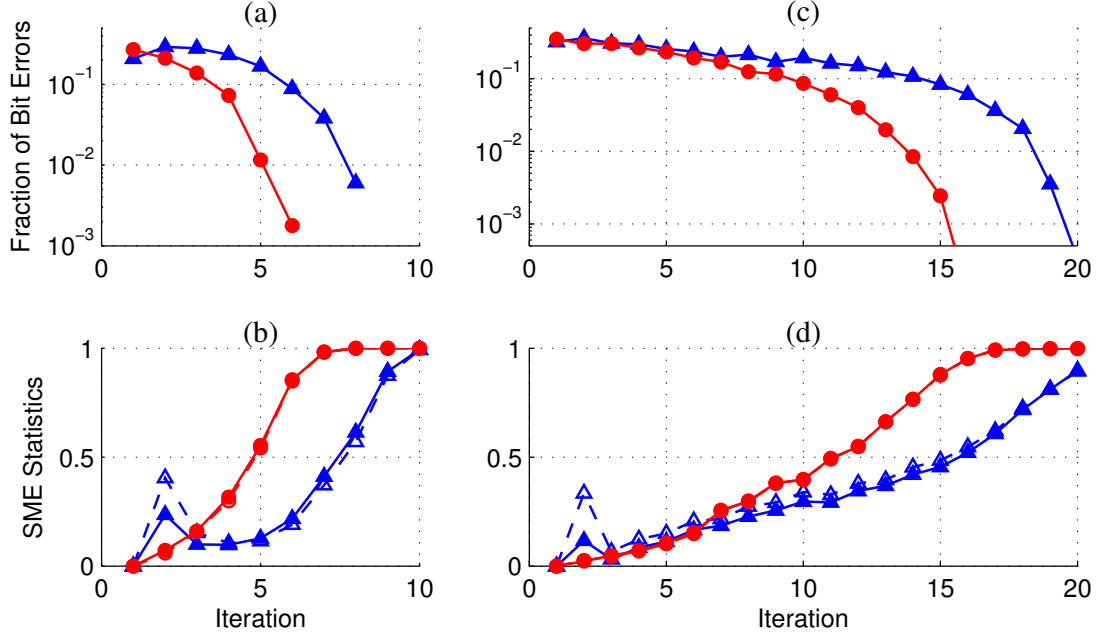 (a)
Fraction of Bit Errors
10⁻¹
10⁻²
10⁻³
0 5 10
(c)
10⁻¹
10⁻²
10⁻³
0 5 10 15 20
(b)
SME Statistics
1
0.5
0
0 5 10
Iteration
(d)
1
0.5
0
0 5 10 15 20
Iteration